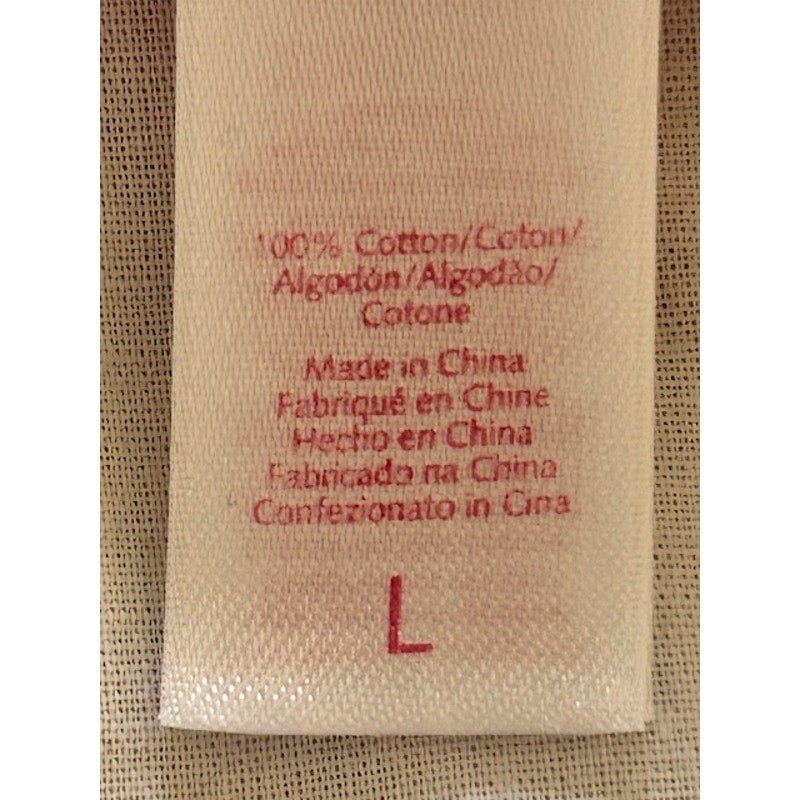 100% Cotton/Coton/
Algodón/Algodão/
Cotone
Made in China
Fabriqué en Chine
Hecho en China
Fabricado na China
Confezionato in Cina
L